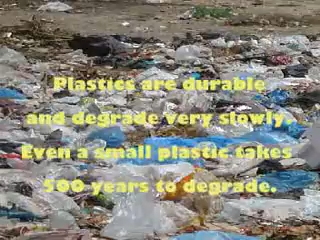 Plastics are durable
and degrade very slowly.
Even a small plastic takes
500 years to degrade.